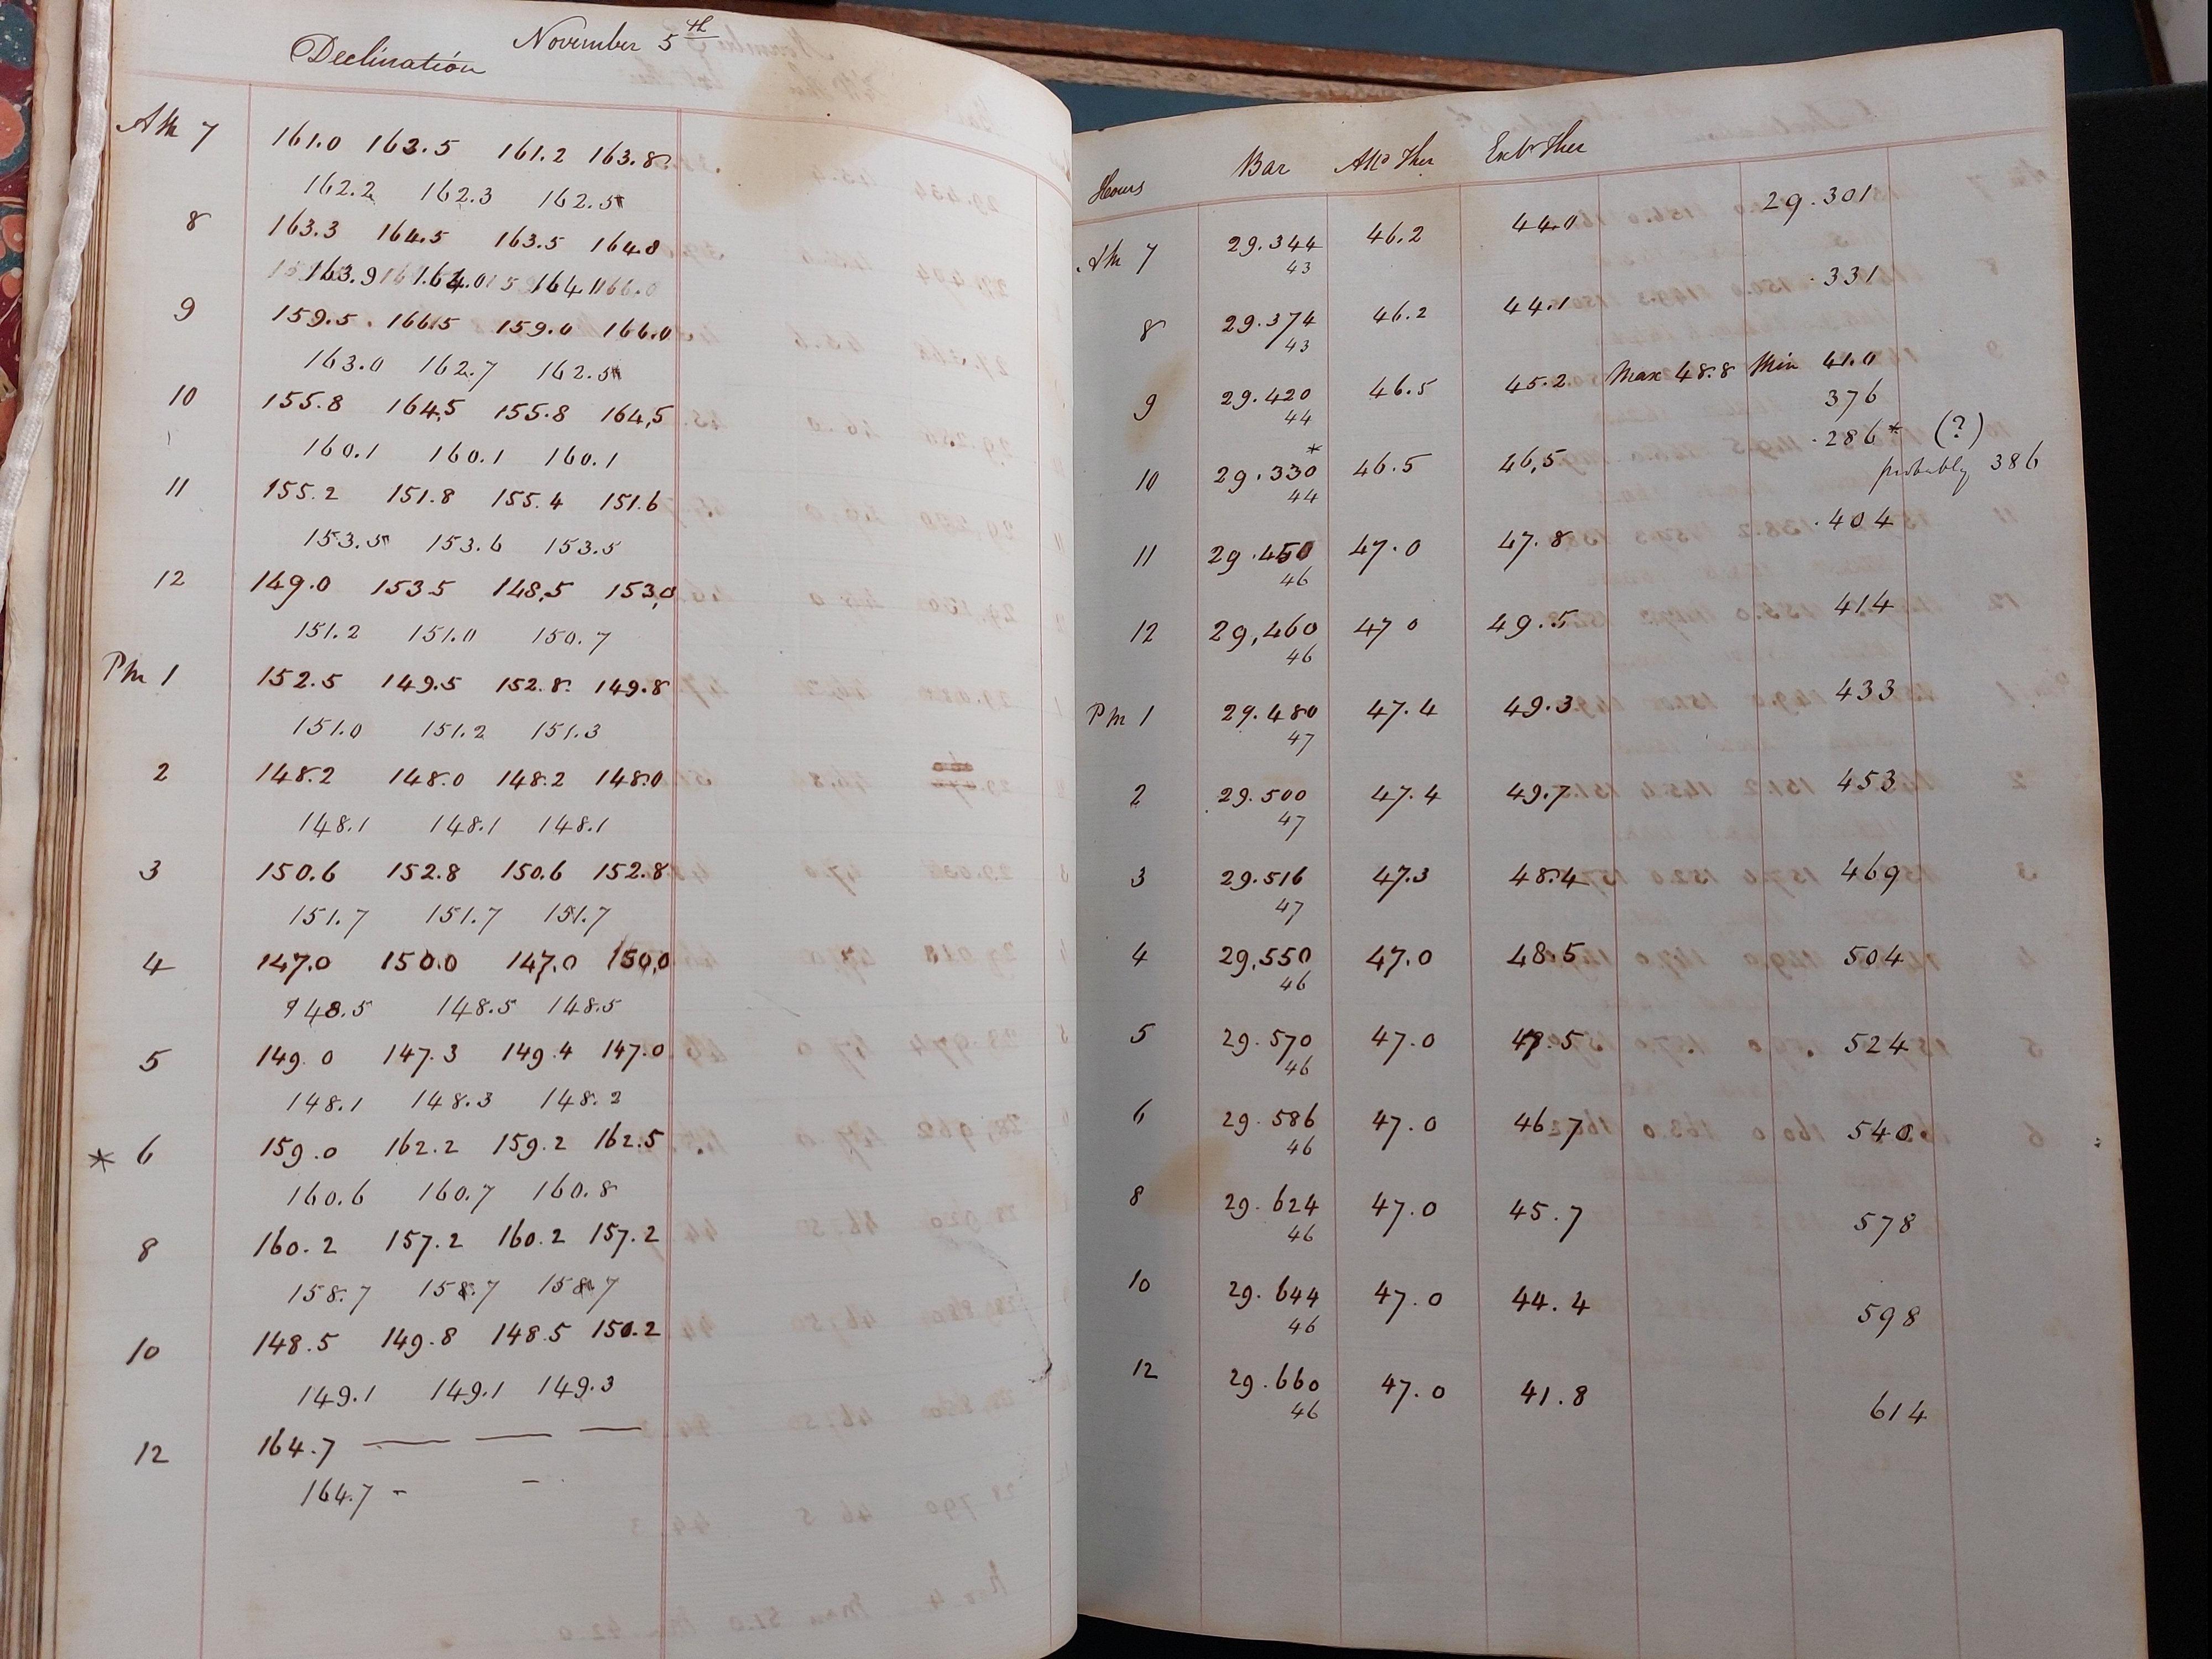 Declination November 5th
Am 7 161.0 163.5 161.2 163.8
162.2 162.3 162.5
8 163.3 164.5 163.5 164.8
163.9 164.0 164.1
9 159.5 166.5 159.0 166.0
163.0 162.7 162.5
10 155.8 164,5 155.8 164,5
160.1 160.1 160.1
11 155.2 151.8 155.4 151.6
153.5 153.6 153.5
12 149.0 153 5 148,5 153,0
151.2 151.0 150.7
Pm 1 152.5 149.5 152.8 149.8
151.0 151.2 151.3
2 148.2 148.0 148.2 148.0
148.1 148.1 148.1
3 150.6 152.8 150.6 152.8
151.7 151.7 151.7
4 147.0 150.0 147.0 150,0
148.5 148.5 148.5
5 149.0 147.3 149.4 147.0
148.1 148.3 148.2
* 6 159.0 162.2 159.2 162.5
160.6 160.7 160.8
8 160.2 157.2 160.2 157.2
158.7 158.7 158.7
10 148.5 149.8 148.5 150.2
149.1 149.1 149.3
12 164.7 — — —
164.7 - -
Hours Bar Attd Ther Extr Ther
Am 7 29.344 46.2 44.0 29.301
43
8 29.374 46.2 44.1 .331
43
9 29.420 46.5 45.2 Max 48.8 Min 41.0
44 376
10 29.330* 46.5 46,5 .286* (?)
44 probably 386
11 29.450 47.0 47.8 .404
46
12 29,460 47 0 49.5 414
46
Pm 1 29.480 47.4 49.3 433
47
2 29.500 47.4 49.7 453
47
3 29.516 47.3 48.4 469
47
4 29,550 47.0 48.5 504
46
5 29.570 47.0 47.5 524
46
6 29.586 47.0 46.7 540
46
8 29.624 47.0 45.7 578
46
10 29.644 47.0 44.4 598
46
12 29.660 47.0 41.8 614
46